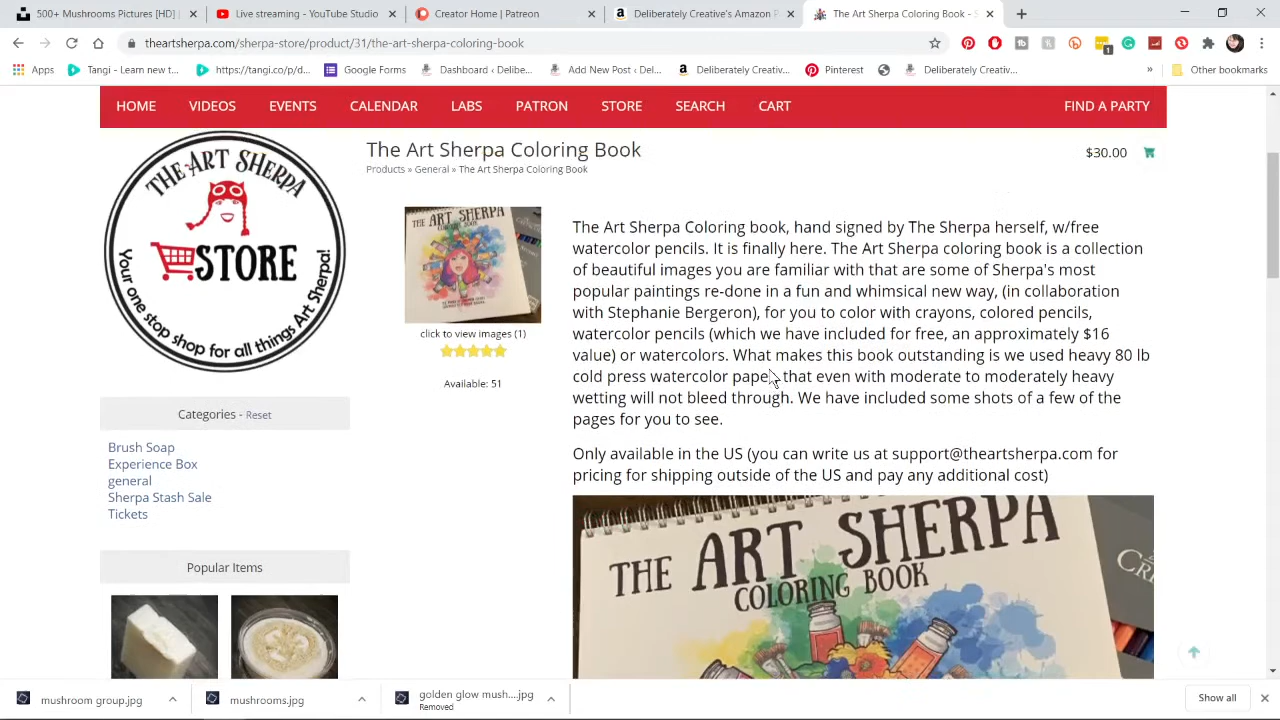 500+ Mushrooms Pictures [HD]
Live streaming - YouTube Studio
Creator Home | Patreon
Deliberately Creative's Amazon P
The Art Sherpa Coloring Book - S
theartsherpa.com/sherpa-store/product/31/the-art-sherpa-coloring-book
Apps
Tangi - Learn new t...
https://tangi.co/p/d...
Google Forms
Dashboard ‹ Delibe...
Add New Post ‹ Del...
Deliberately Creativ...
Pinterest
Deliberately Creativ...
»
Other bookmarks
HOME VIDEOS EVENTS CALENDAR LABS PATRON STORE SEARCH CART FIND A PARTY
THE ART SHERPA
STORE
Your one stop shop for all things Art Sherpa!
The Art Sherpa Coloring Book
$30.00
Products » General » The Art Sherpa Coloring Book
THE ART SHERPA
COLORING BOOK
click to view images (1)
Available: 51
The Art Sherpa Coloring book, hand signed by The Sherpa herself, w/free
watercolor pencils. It is finally here. The Art Sherpa coloring book is a collection
of beautiful images you are familiar with that are some of Sherpa's most
popular paintings re-done in a fun and whimsical new way, (in collaboration
with Stephanie Bergeron), for you to color with crayons, colored pencils,
watercolor pencils (which we have included for free, an approximately $16
value) or watercolors. What makes this book outstanding is we used heavy 80 lb
cold press watercolor paper that even with moderate to moderately heavy
wetting will not bleed through. We have included some shots of a few of the
pages for you to see.
Only available in the US (you can write us at support@theartsherpa.com for
pricing for shipping outside of the US and pay any additional cost)
THE ART SHERPA
COLORING BOOK
Categories - Reset
Brush Soap
Experience Box
general
Sherpa Stash Sale
Tickets
Popular Items
mushroom group.jpg
mushrooms.jpg
golden glow mush....jpg
Removed
Show all